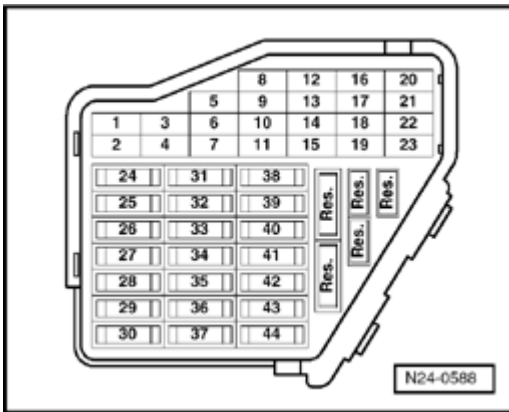 8 12 16 20
5 9 13 17 21
1 3 6 10 14 18 22
2 4 7 11 15 19 23
24 31 38
25 32 39
26 33 40
27 34 41
28 35 42
29 36 43
30 37 44
Res. Res. Res.
Res. Res.
N24-0588